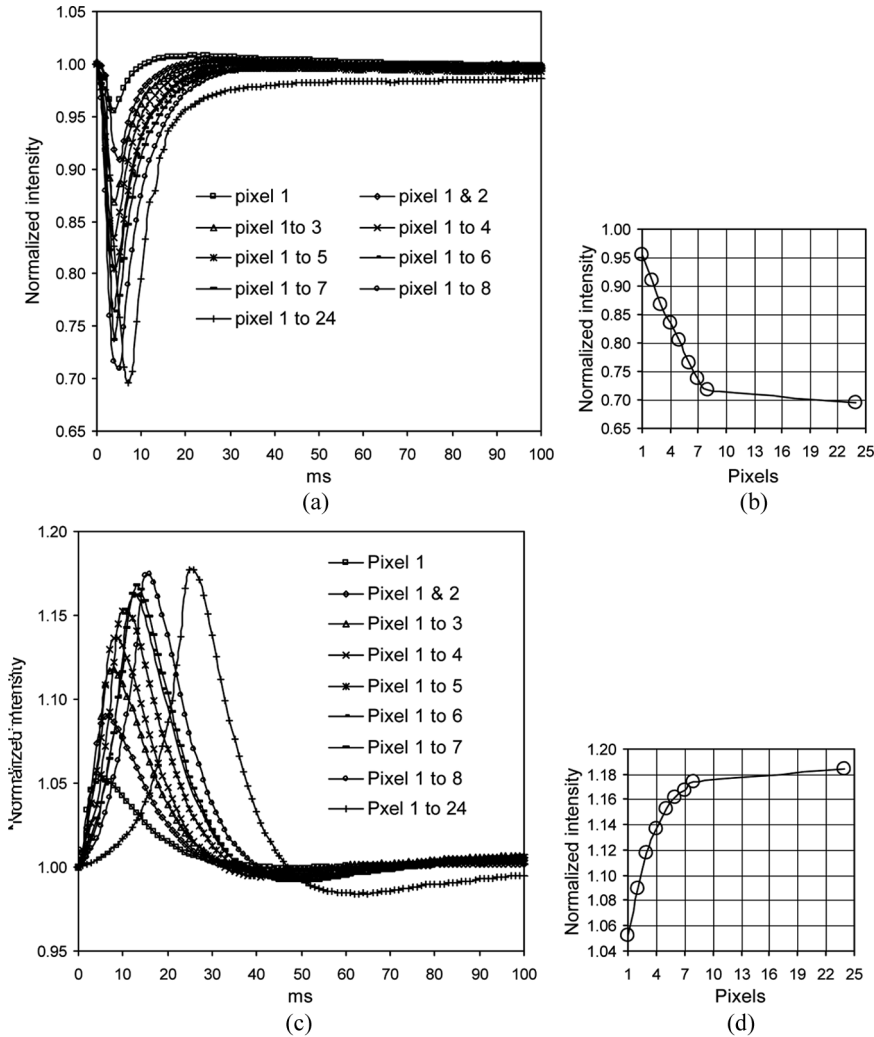 1.05
1.00
0.95
0.90
0.85
0.80
0.75
0.70
0.65
Normalized intensity
pixel 1 pixel 1 & 2
pixel 1to 3 pixel 1 to 4
pixel 1 to 5 pixel 1 to 6
pixel 1 to 7 pixel 1 to 8
pixel 1 to 24
0 10 20 30 40 50 60 70 80 90 100
ms
(a)
1.00
0.95
0.90
0.85
0.80
0.75
0.70
0.65
Normalized intensity
1 4 7 10 13 16 19 22 25
Pixels
(b)
1.20
1.15
1.10
1.05
1.00
0.95
Normalized intensity
Pixel 1
Pixel 1 & 2
Pixel 1 to 3
Pixel 1 to 4
Pixel 1 to 5
Pixel 1 to 6
Pixel 1 to 7
Pixel 1 to 8
Pxel 1 to 24
0 10 20 30 40 50 60 70 80 90 100
ms
(c)
1.20
1.18
1.16
1.14
1.12
1.10
1.08
1.06
1.04
Normalized intensity
1 4 7 10 13 16 19 22 25
Pixels
(d)